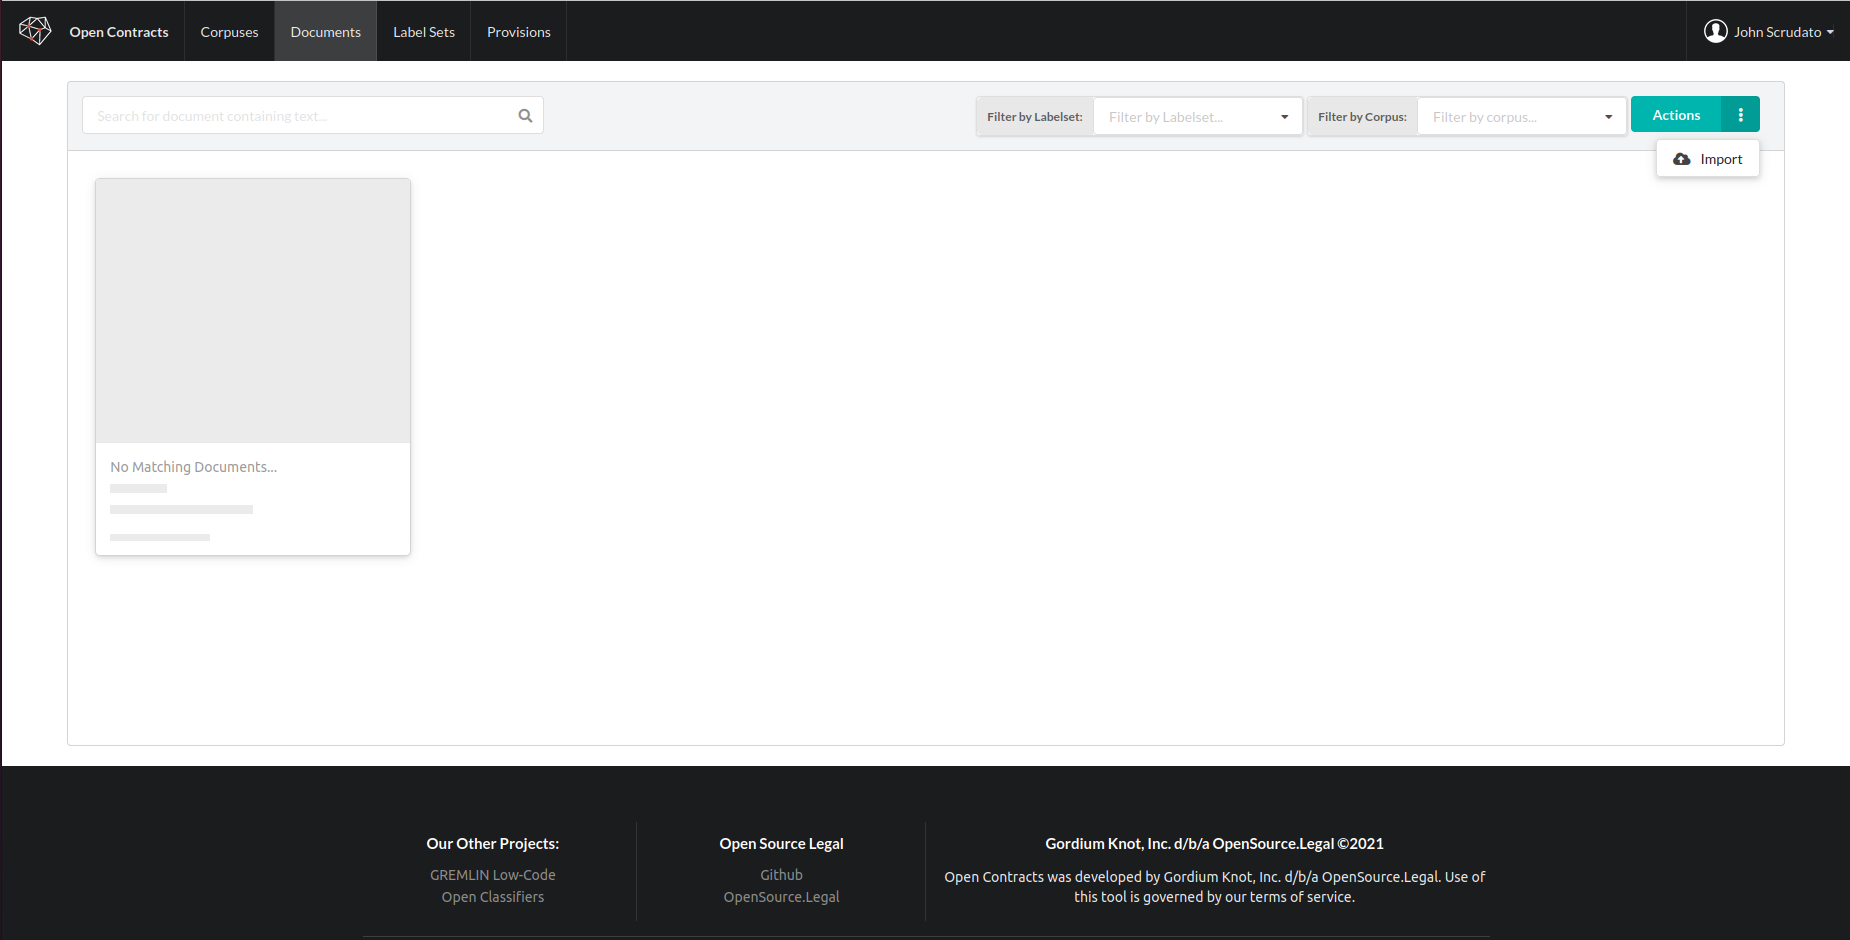 Open Contracts Corpuses Documents Label Sets Provisions John Scrudato
Search for document containing text...
Filter by Labelset: Filter by Labelset... Filter by Corpus: Filter by corpus... Actions
Import
No Matching Documents...
Our Other Projects:
GREMLIN Low-Code
Open Classifiers
Open Source Legal
Github
OpenSource.Legal
Gordium Knot, Inc. d/b/a OpenSource.Legal ©2021
Open Contracts was developed by Gordium Knot, Inc. d/b/a OpenSource.Legal. Use of
this tool is governed by our terms of service.